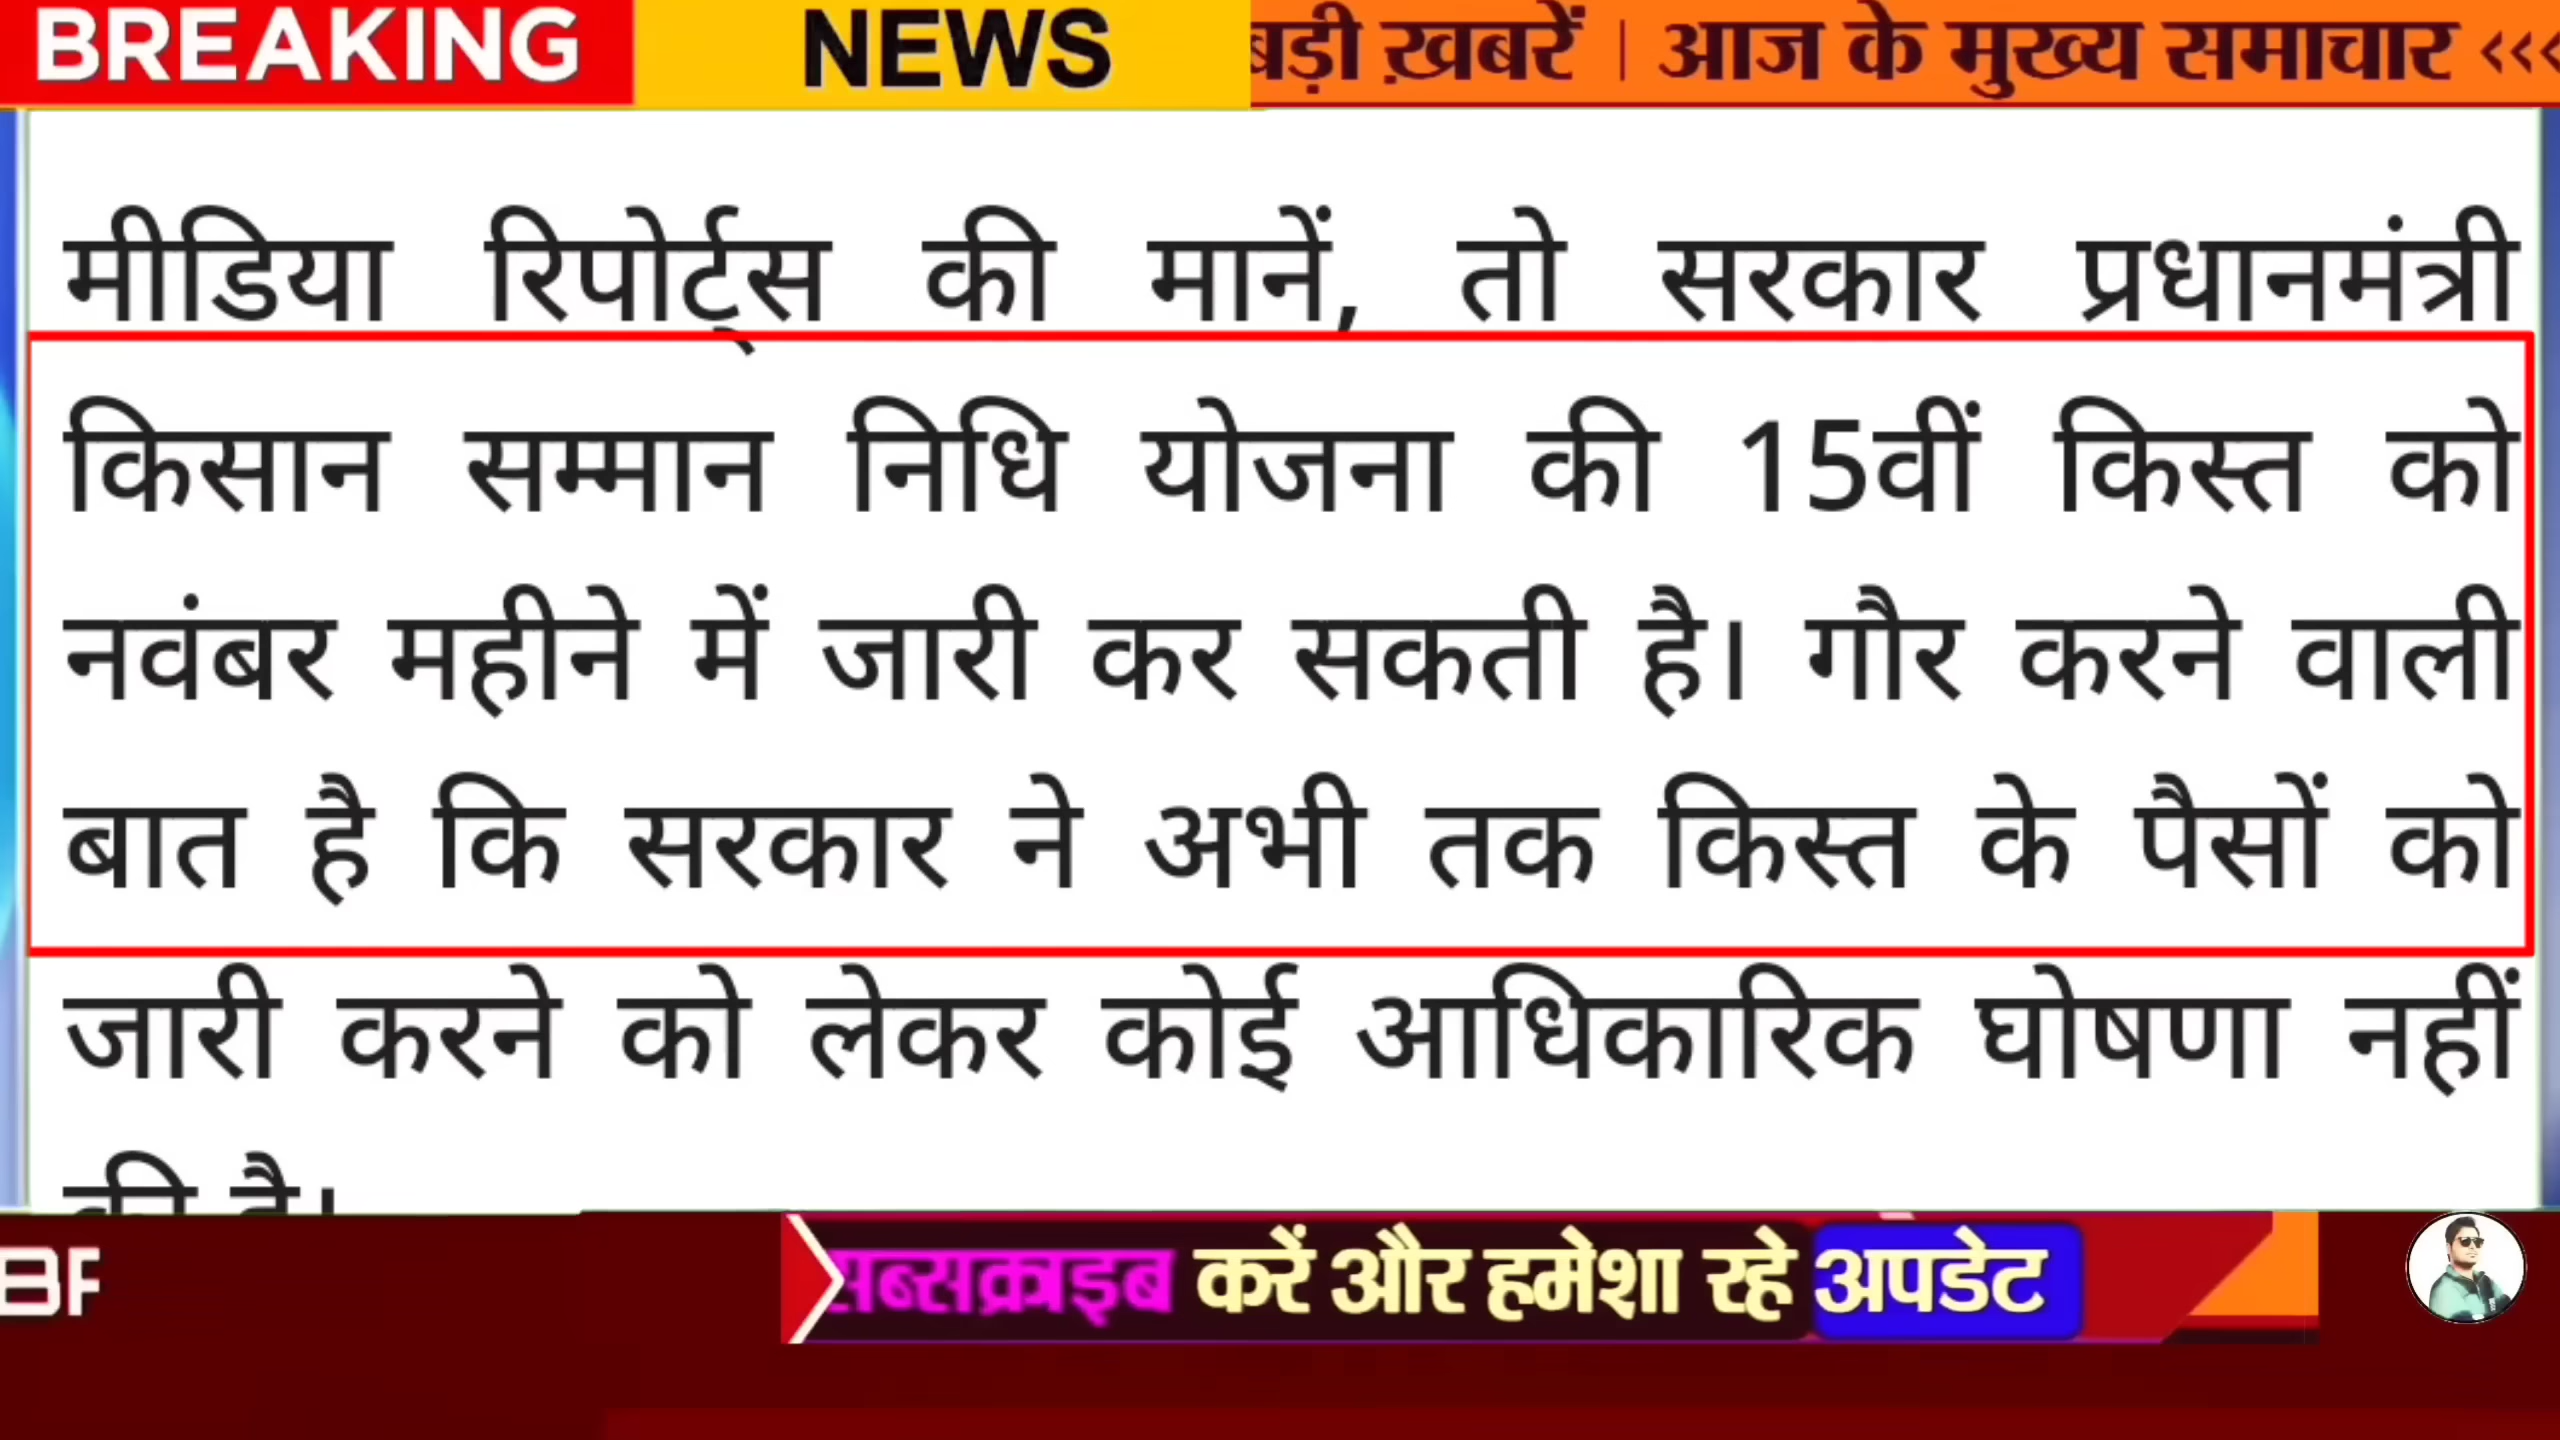 BREAKING NEWS बड़ी ख़बरें | आज के मुख्य समाचार <<<
मीडिया रिपोर्ट्स की मानें, तो सरकार प्रधानमंत्री
किसान सम्मान निधि योजना की 15वीं किस्त को
नवंबर महीने में जारी कर सकती है। गौर करने वाली
बात है कि सरकार ने अभी तक किस्त के पैसों को
जारी करने को लेकर कोई आधिकारिक घोषणा नहीं
की है।
सब्सक्राइब करें और हमेशा रहे अपडेट